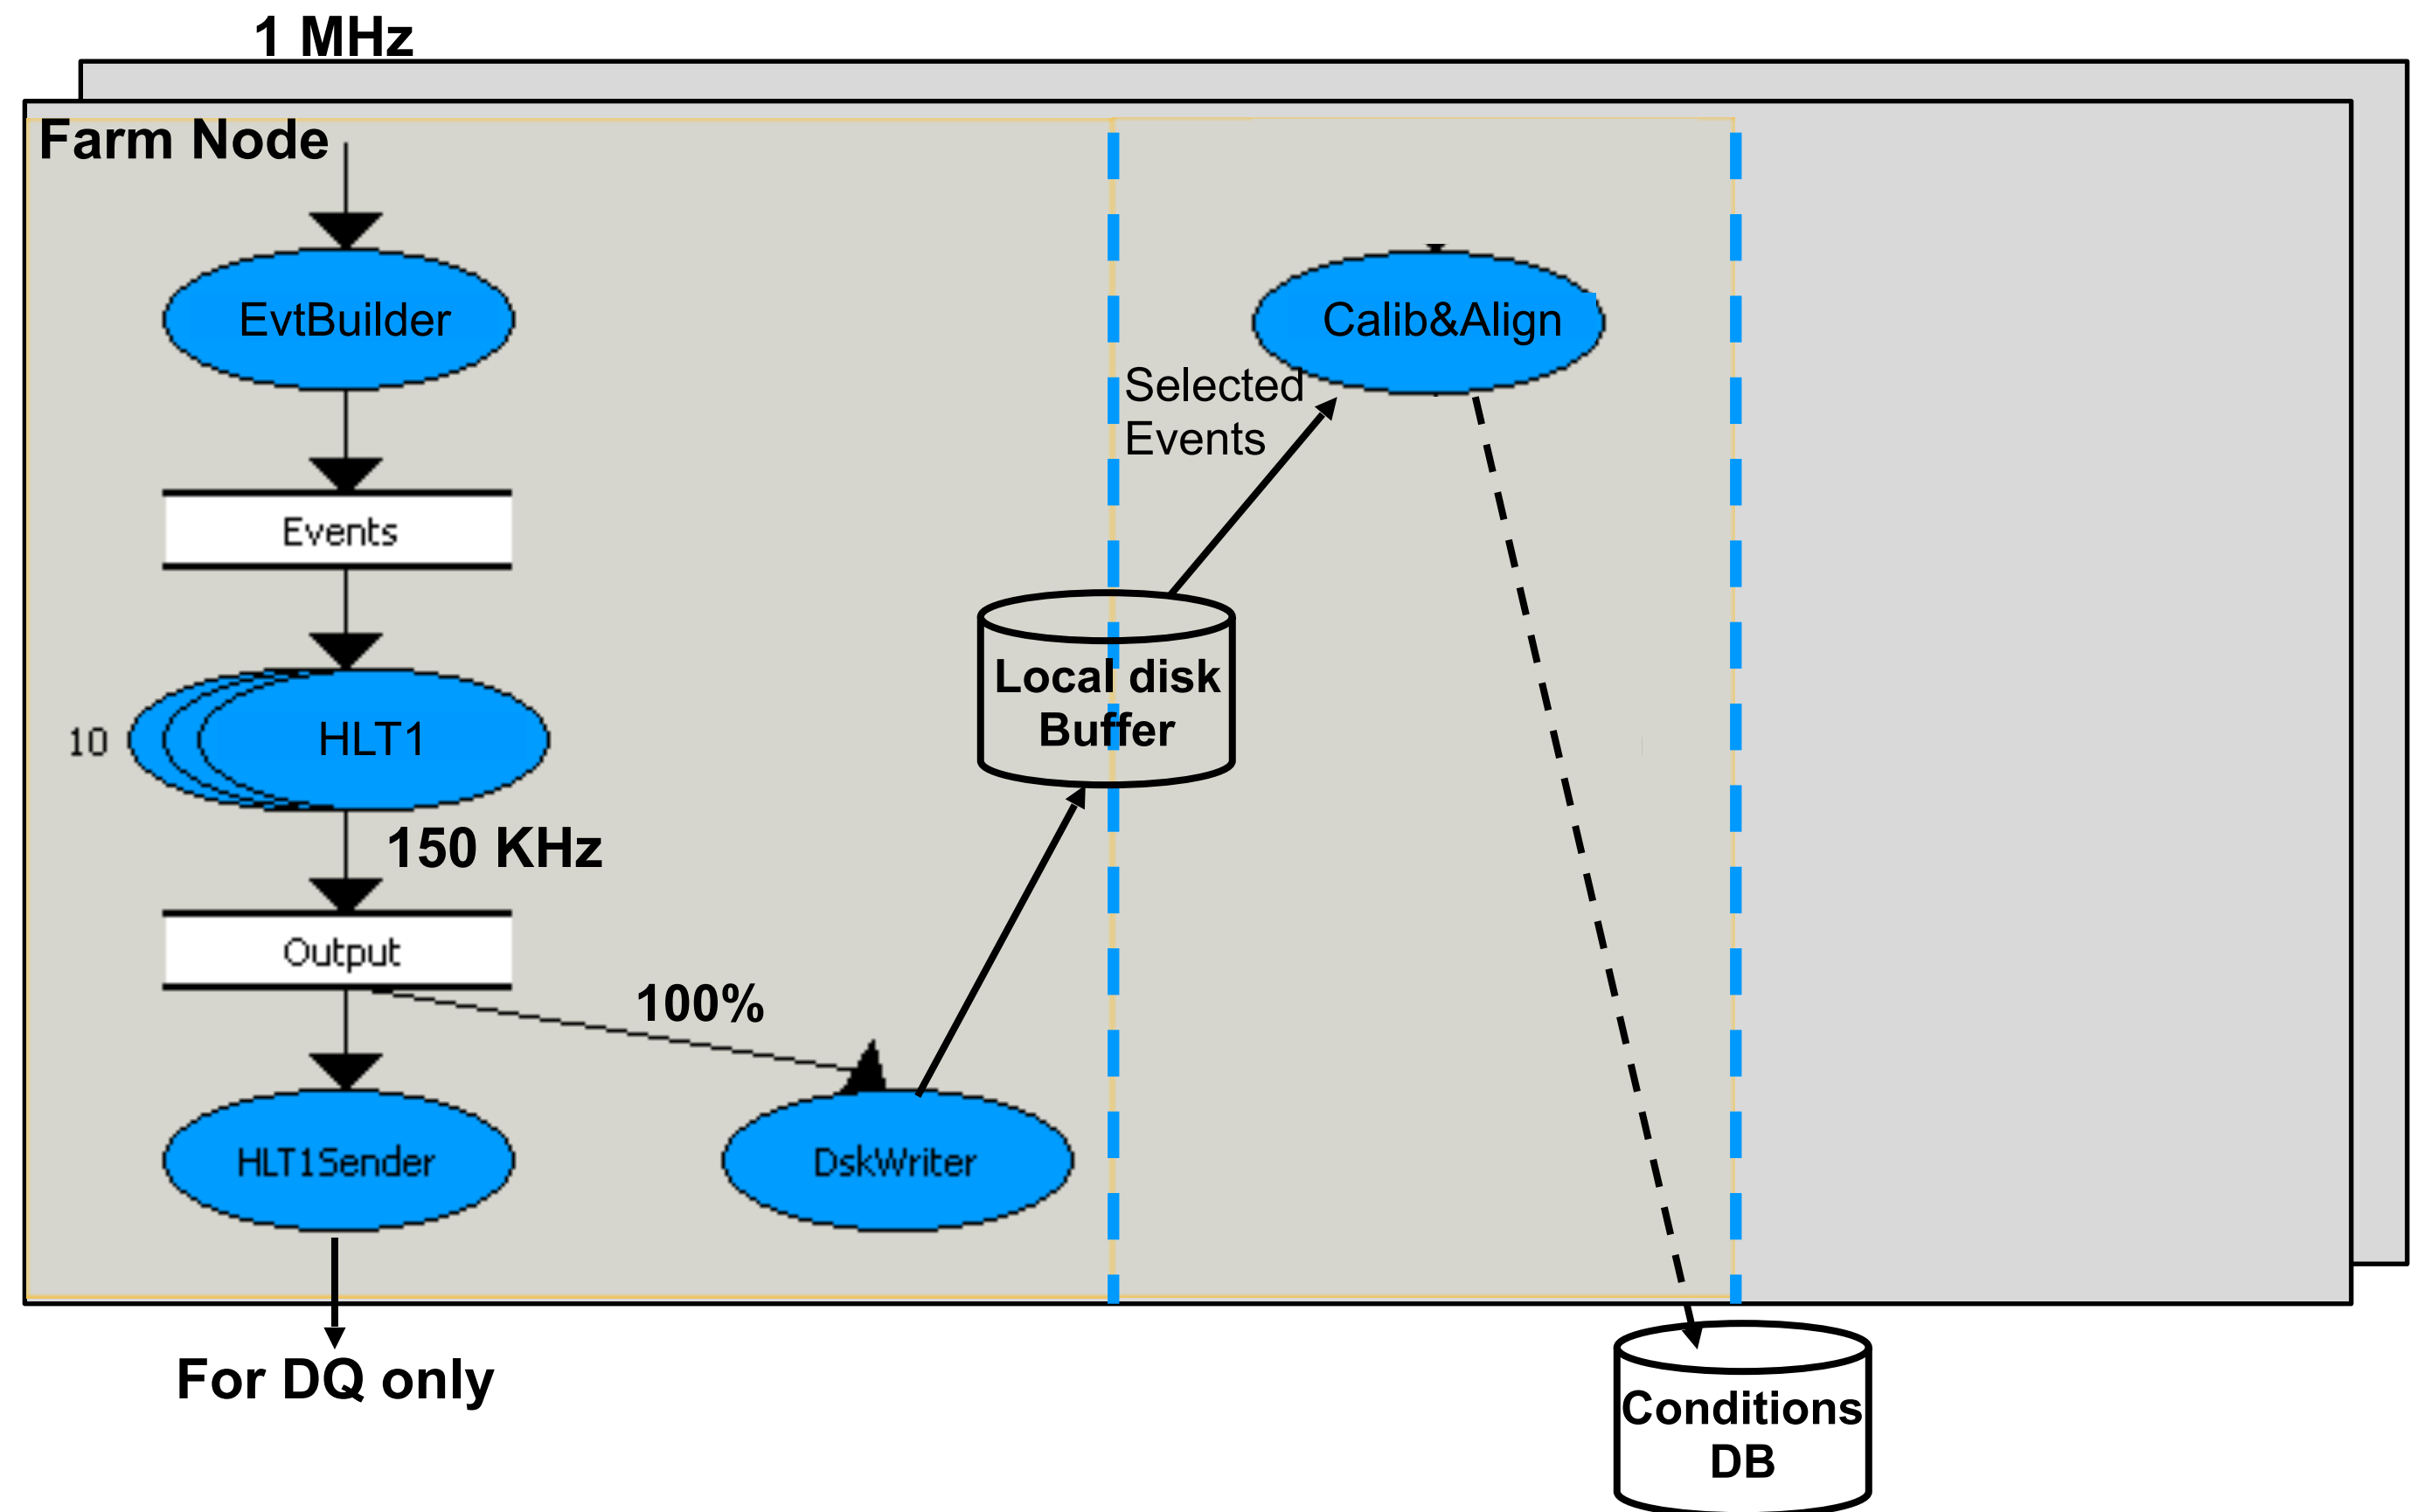 1 MHz
Farm Node
EvtBuilder
Calib&Align
Selected
Events
Events
Local disk
Buffer
10
HLT1
150 KHz
Output
100%
HLT1Sender
DskWriter
For DQ only
Conditions
DB